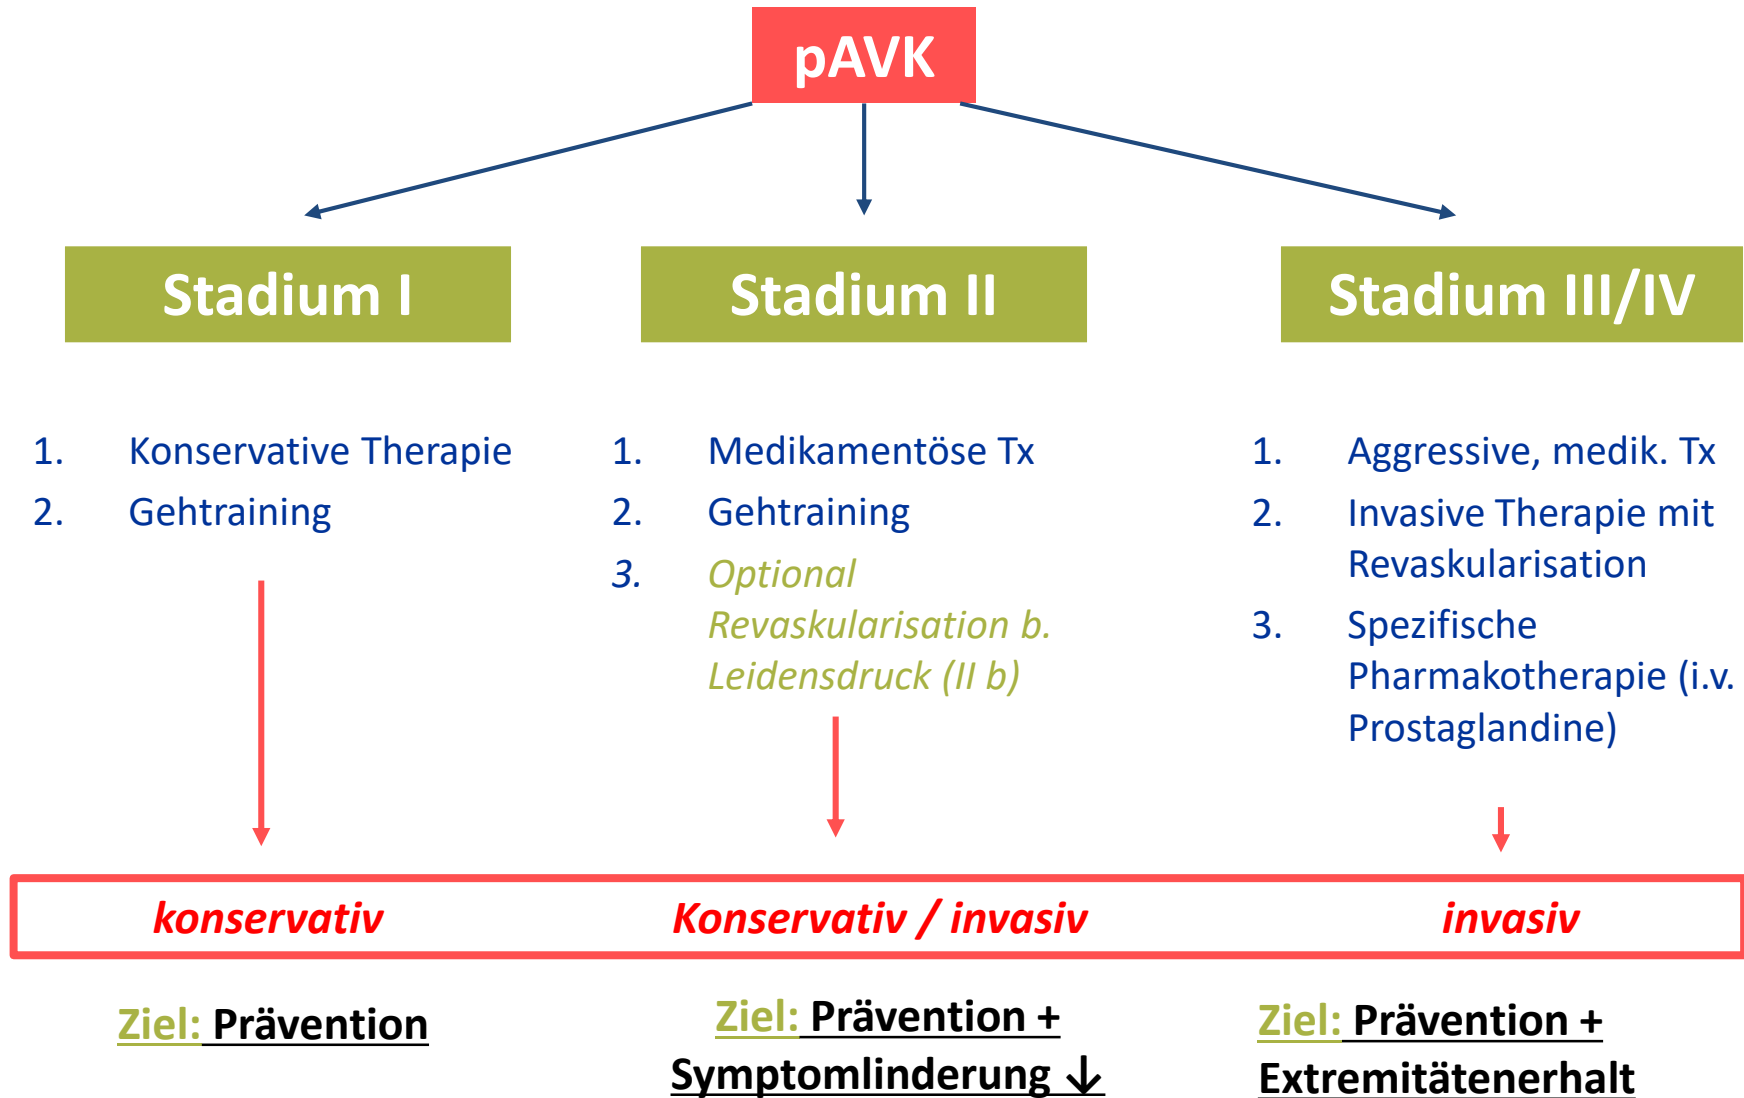 pAVK
Stadium I
1. Konservative Therapie
2. Gehtraining
Stadium II
1. Medikamentöse Tx
2. Gehtraining
3. Optional
Revaskularisation b.
Leidensdruck (II b)
Stadium III/IV
1. Aggressive, medik. Tx
2. Invasive Therapie mit
Revaskularisation
3. Spezifische
Pharmakotherapie (i.v.
Prostaglandine)
konservativ
Konservativ / invasiv
invasiv
Ziel: Prävention
Ziel: Prävention +
Symptomlinderung ↓
Ziel: Prävention +
Extremitätenerhalt